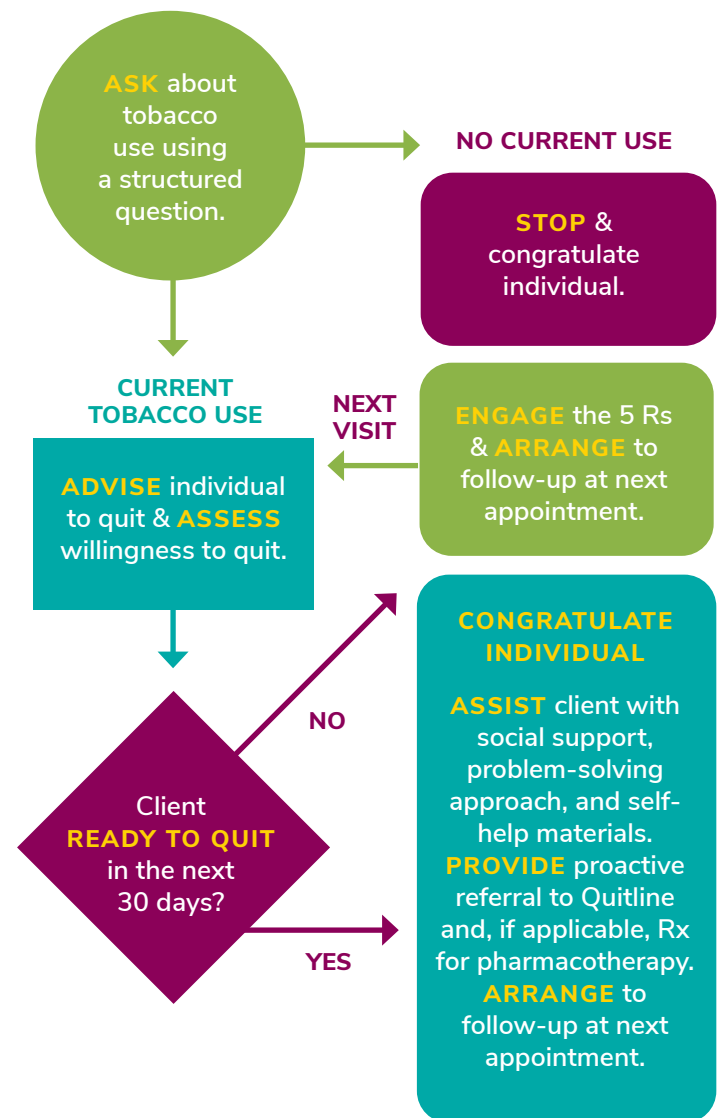 ASK about
tobacco
use using
a structured
question.
NO CURRENT USE
STOP &
congratulate
individual.
CURRENT
TOBACCO USE
ADVISE individual
to quit & ASSESS
willingness to quit.
NEXT
VISIT
ENGAGE the 5 Rs
& ARRANGE to
follow-up at next
appointment.
Client
READY TO QUIT
in the next
30 days?
NO
YES
CONGRATULATE
INDIVIDUAL
ASSIST client with
social support,
problem-solving
approach, and self-
help materials.
PROVIDE proactive
referral to Quitline
and, if applicable, Rx
for pharmacotherapy.
ARRANGE to
follow-up at next
appointment.